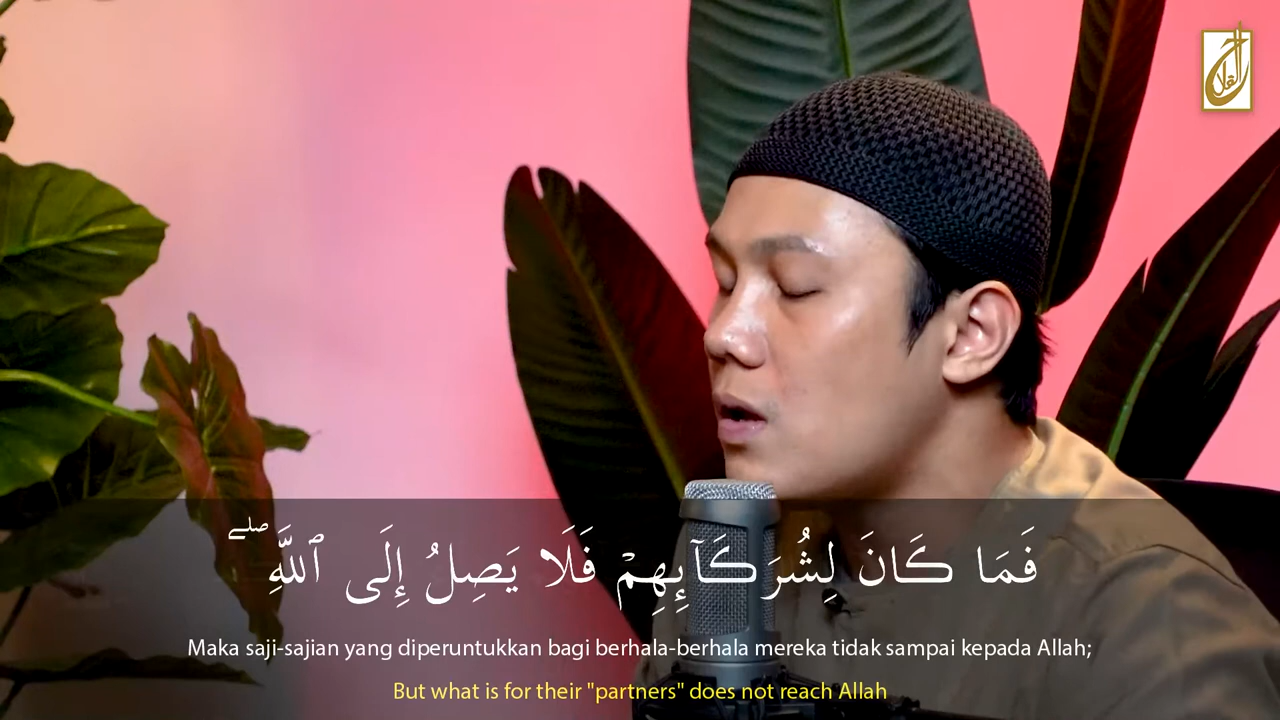 فَمَا كَانَ لِشُرَكَآئِهِمْ فَلَا يَصِلُ إِلَى ٱللَّهِ ۖ
Maka saji-sajian yang diperuntukkan bagi berhala-berhala mereka tidak sampai kepada Allah;
But what is for their "partners" does not reach Allah